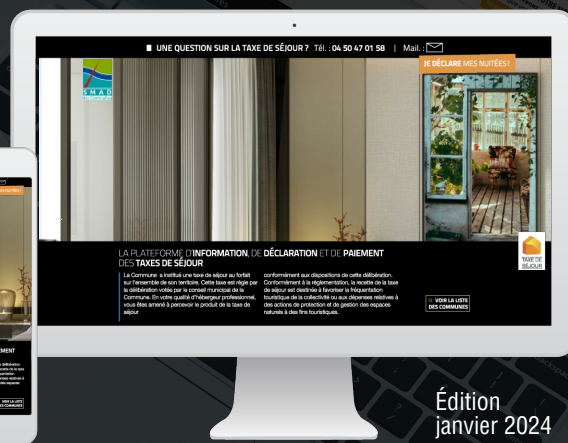 UNE QUESTION SUR LA TAXE DE SÉJOUR ? Tél. : 04 50 47 01 58 | Mail. :
JE DÉCLARE MES NUITÉES !
SMAD
LA PLATEFORME D'INFORMATION, DE DÉCLARATION ET DE PAIEMENT
DES TAXES DE SÉJOUR
La Commune a institué une taxe de séjour au forfait
sur l'ensemble de son territoire. Cette taxe est régie par
la délibération votée par le conseil municipal de la
Commune. En votre qualité d'hébergeur professionnel,
vous êtes amené à percevoir le produit de la taxe de
séjour
conformément aux dispositions de cette délibération.
Conformément à la réglementation, la recette de la taxe
de séjour est destinée à favoriser la fréquentation
touristique de la collectivité ou aux dépenses relatives à
des actions de protection et de gestion des espaces
naturels à des fins touristiques.
TAXE DE
SÉJOUR
VOIR LA LISTE
DES COMMUNES
EMENT
VOIR LA LISTE
DES COMMUNES
Édition
janvier 2024